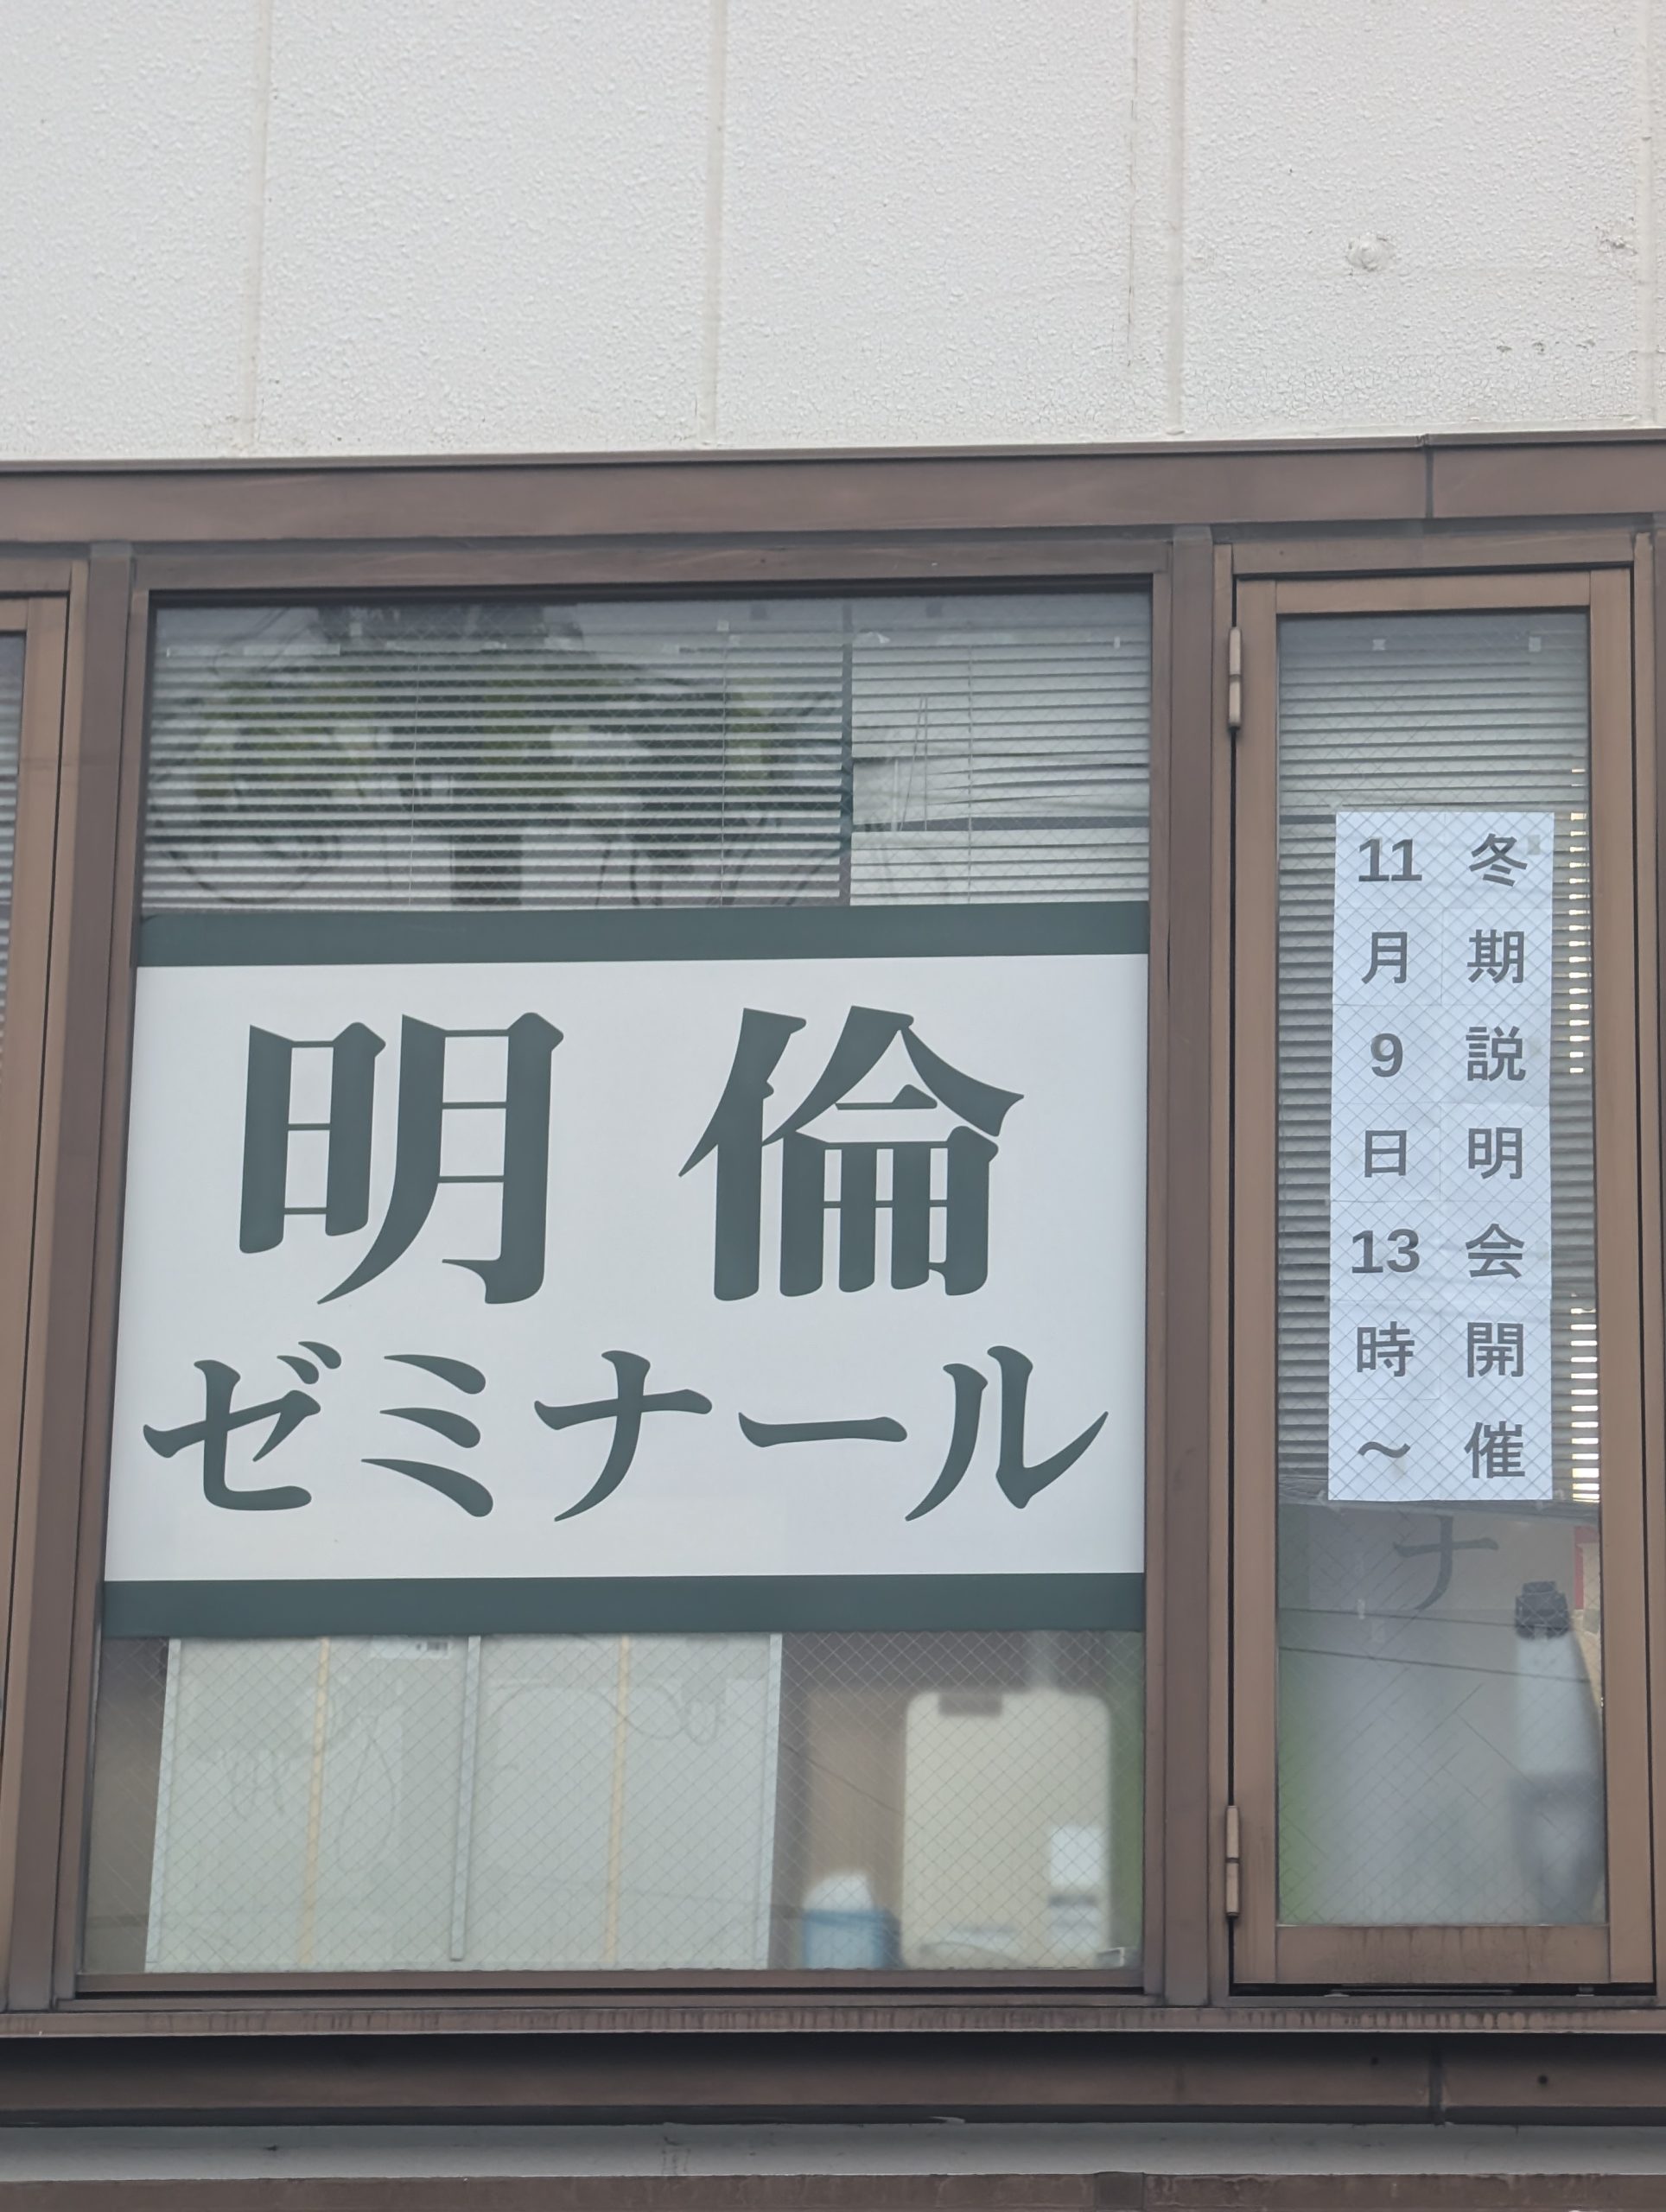 明倫
ゼミナール
冬期説明会開催
11月9日13時～
ナ